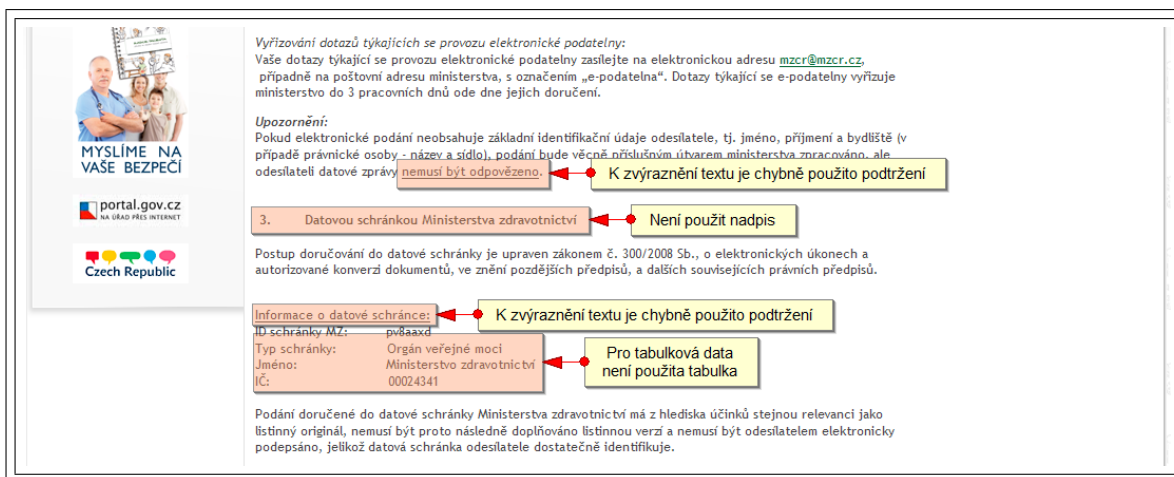 MYSLÍME NA
VAŠE BEZPEČÍ
portal.gov.cz
NA ÚŘAD PŘES INTERNET
Czech Republic
Vyřizování dotazů týkajících se provozu elektronické podatelny:
Vaše dotazy týkající se provozu elektronické podatelny zasílejte na elektronickou adresu mzcr@mzcr.cz,
případně na poštovní adresu ministerstva, s označením „e-podatelna“. Dotazy týkající se e-podatelny vyřizuje
ministerstvo do 3 pracovních dnů ode dne jejich doručení.
Upozornění:
Pokud elektronické podání neobsahuje základní identifikační údaje odesílatele, tj. jméno, příjmení a bydliště (v
případě právnické osoby - název a sídlo), podání bude věcně příslušným útvarem ministerstva zpracováno, ale
odesílateli datové zprávy nemusí být odpovězeno.
K zvýraznění textu je chybně použito podtržení
3. Datovou schránkou Ministerstva zdravotnictví
Není použit nadpis
Postup doručování do datové schránky je upraven zákonem č. 300/2008 Sb., o elektronických úkonech a
autorizované konverzi dokumentů, ve znění pozdějších předpisů, a dalších souvisejících právních předpisů.
Informace o datové schránce:
K zvýraznění textu je chybně použito podtržení
ID schránky MZ: pv8aaxd
Typ schránky: Orgán veřejné moci
Jméno: Ministerstvo zdravotnictví
IČ: 00024341
Pro tabulková data
není použita tabulka
Podání doručené do datové schránky Ministerstva zdravotnictví má z hlediska účinků stejnou relevanci jako
listinný originál, nemusí být proto následně doplňováno listinnou verzí a nemusí být odesílatelem elektronicky
podepsáno, jelikož datová schránka odesílatele dostatečně identifikuje.